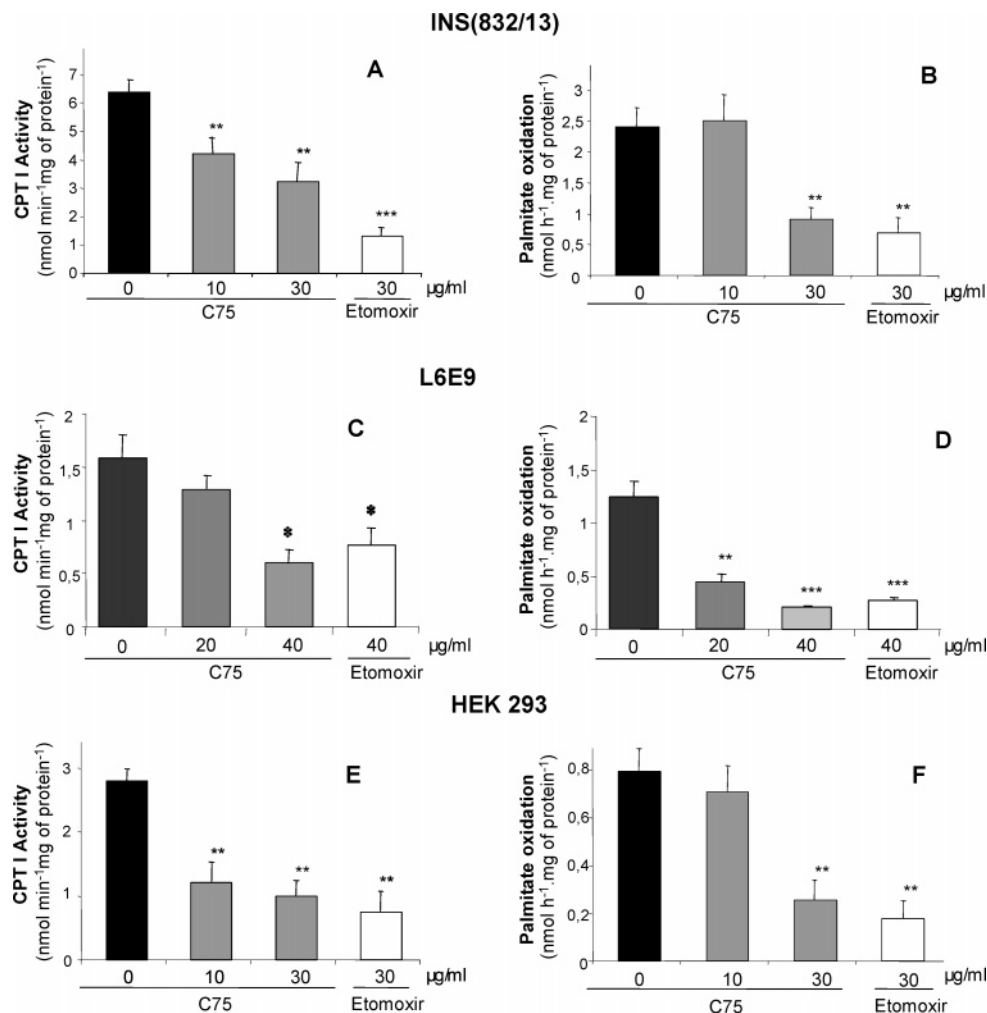 INS(832/13)
A
CPT I Activity
(nmol min⁻¹mg of protein⁻¹)
7
6
5
4
3
2
1
0
**
**
***
0 10 30 30 µg/ml
C75 Etomoxir
B
Palmitate oxidation
(nmol h⁻¹.mg of protein⁻¹)
3
2,5
2
1,5
1
0,5
0
**
**
0 10 30 30 µg/ml
C75 Etomoxir
L6E9
C
CPT I Activity
(nmol min⁻¹mg of protein⁻¹)
2
1,5
1
0,5
0
*
*
0 20 40 40 µg/ml
C75 Etomoxir
D
Palmitate oxidation
(nmol h⁻¹.mg of protein⁻¹)
2
1,5
1
0,5
0
**
***
***
0 20 40 40 µg/ml
C75 Etomoxir
HEK 293
E
CPT I Activity
(nmol min⁻¹mg of protein⁻¹)
3
2
1
0
**
**
**
0 10 30 30 µg/ml
C75 Etomoxir
F
Palmitate oxidation
(nmol h⁻¹.mg of protein⁻¹)
0,8
0,6
0,4
0,2
0
**
**
0 10 30 30 µg/ml
C75 Etomoxir